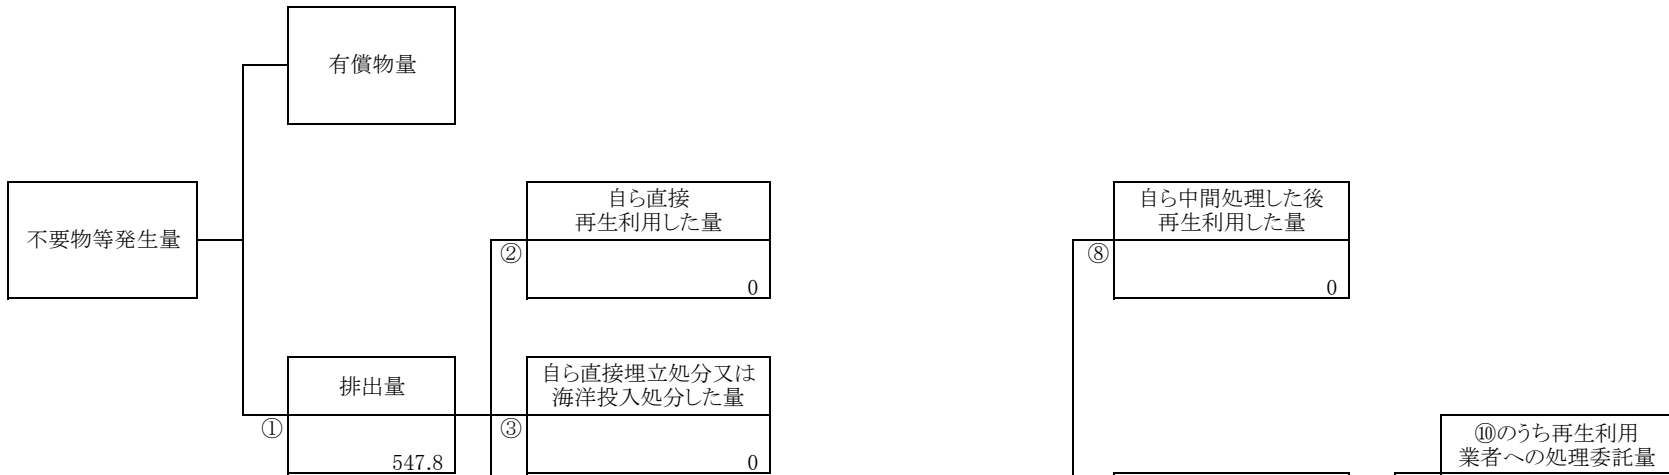 有償物量
不要物等発生量
自ら直接
再生利用した量
②
0
自ら中間処理した後
再生利用した量
⑧
0
排出量
①
547.8
自ら直接埋立処分又は
海洋投入処分した量
③
0
⑩のうち再生利用
業者への処理委託量